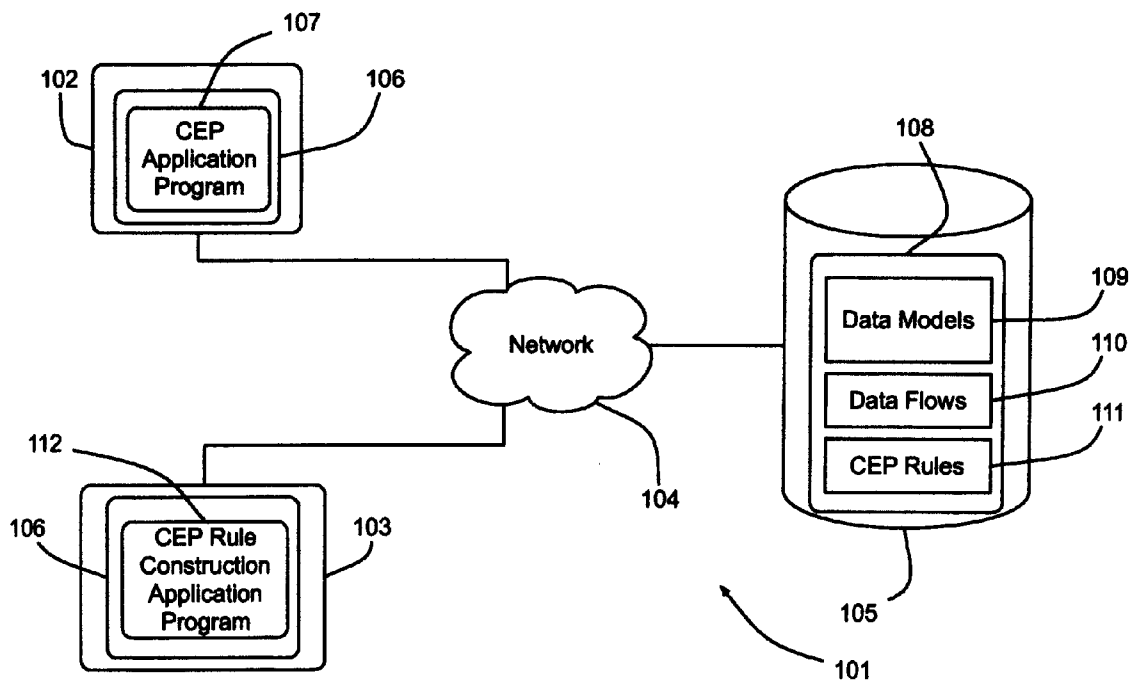 107
102
106
CEP
Application
Program
108
109
Data Models
Network
110
Data Flows
111
CEP Rules
112
104
106
103
CEP Rule
Construction
Application
Program
105
101